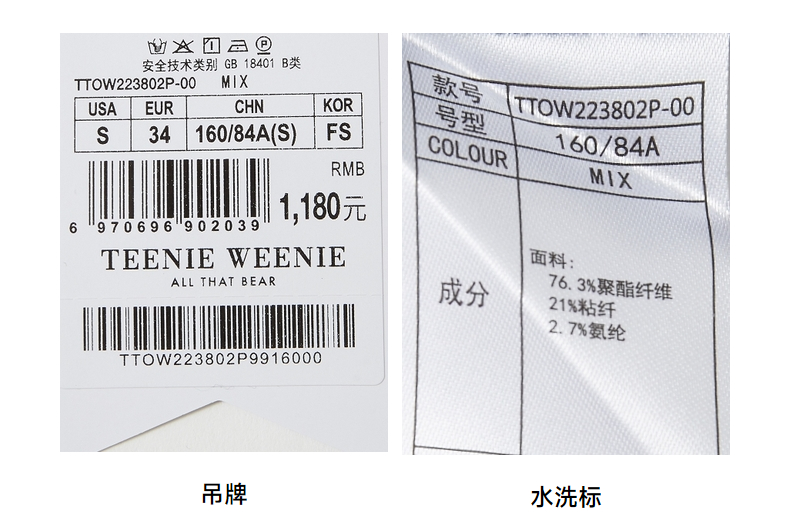 安全技术类别 GB 18401 B类
TTOW223802P-00 MIX
USA EUR CHN KOR
S 34 160/84A(S) FS
RMB
1,180元
6 970696 902039
TEENIE WEENIE
ALL THAT BEAR
TTOW223802P9916000
吊牌
款号 TTOW223802P-00
号型 160/84A
COLOUR MIX
成分
面料:
76.3%聚酯纤维
21%粘纤
2.7%氨纶
水洗标